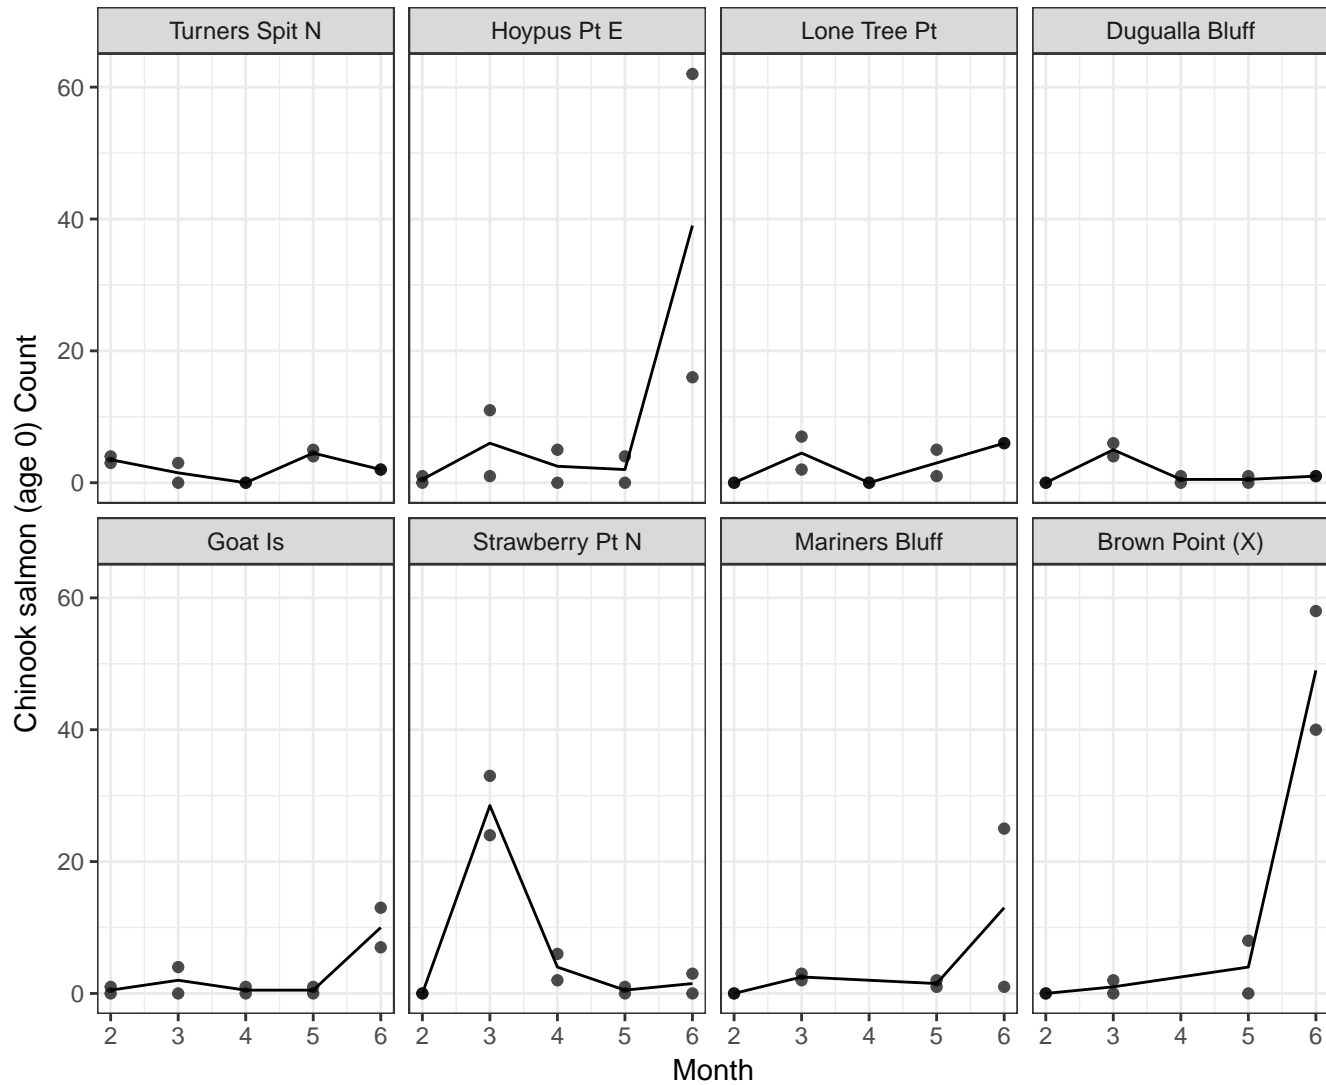 Turners Spit N
Hoypus Pt E
Lone Tree Pt
Dugualla Bluff
60
40
20
0
Goat Is
Strawberry Pt N
Mariners Bluff
Brown Point (X)
60
40
20
0
2 3 4 5 6
2 3 4 5 6
2 3 4 5 6
2 3 4 5 6
Month
Chinook salmon (age 0) Count